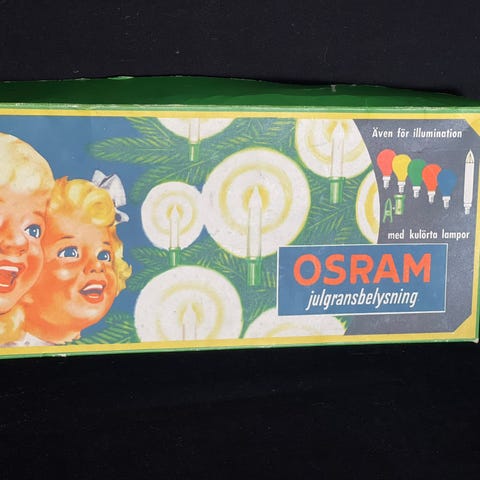 Även för illumination
med kulörta lampor
OSRAM
julgransbelysning